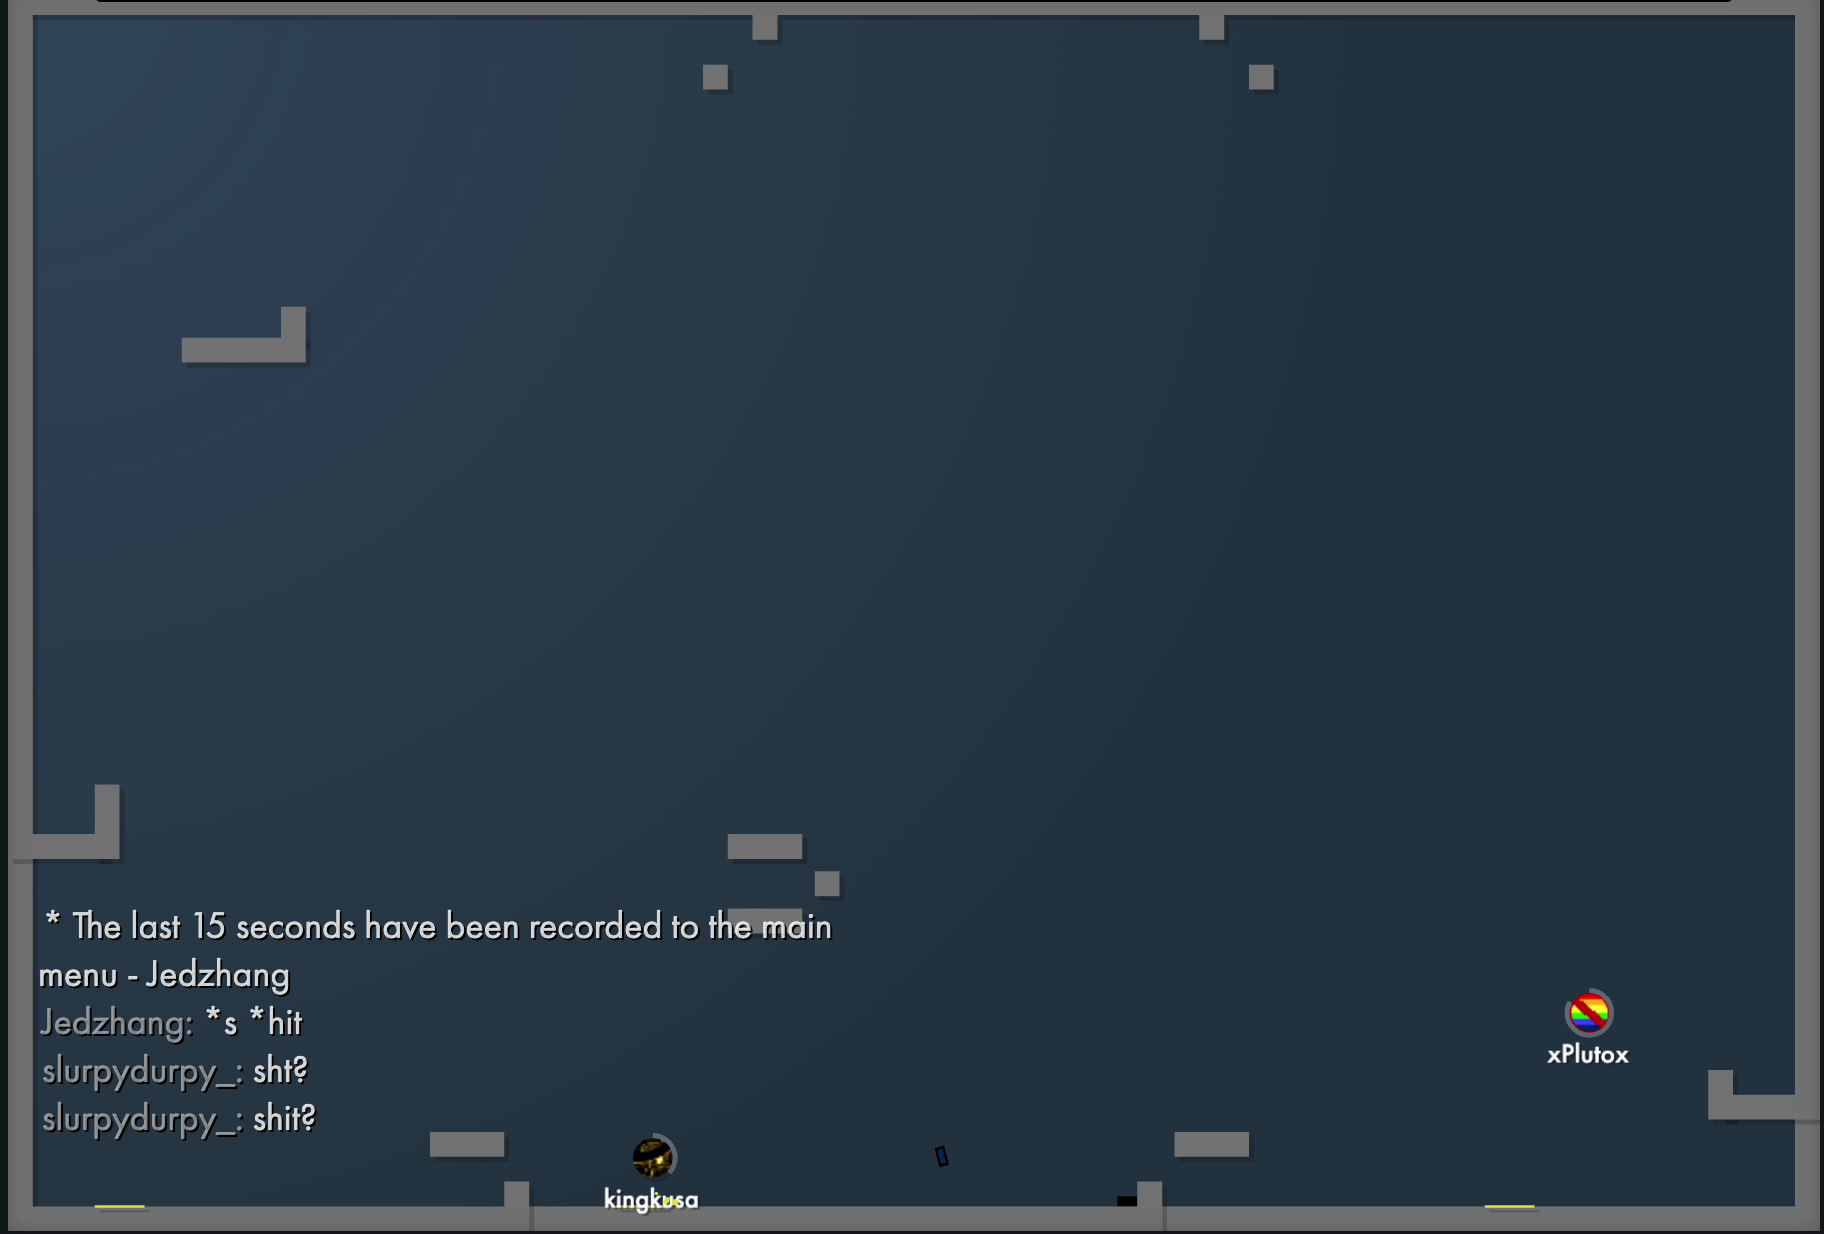 * The last 15 seconds have been recorded to the main
menu - Jedzhang
Jedzhang: *s *hit
slurpydurpy_: sht?
slurpydurpy_: shit?
xPlutox
kingkusa